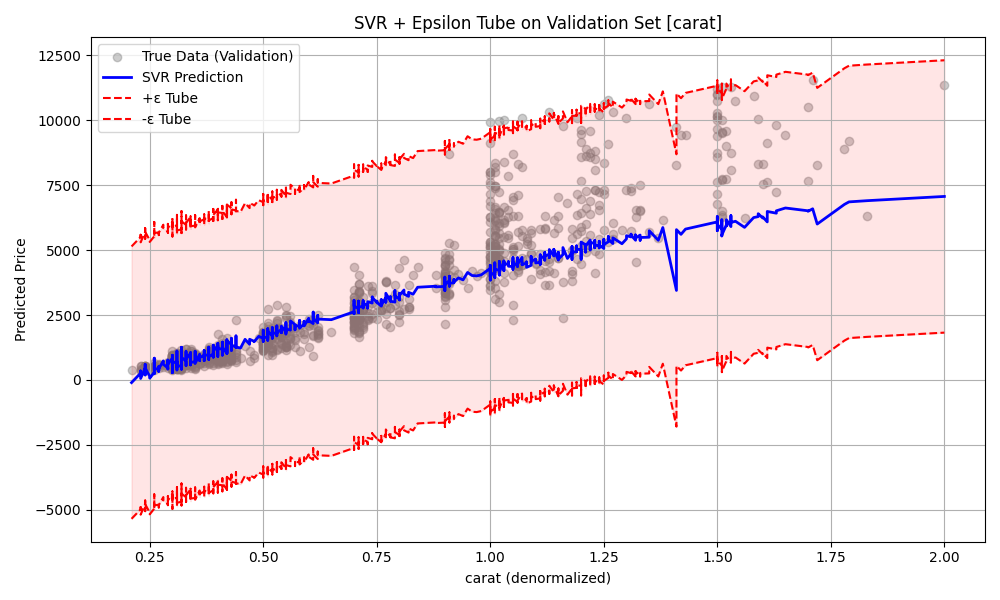 SVR + Epsilon Tube on Validation Set [carat]
True Data (Validation)
SVR Prediction
+ε Tube
-ε Tube
12500
10000
7500
5000
2500
0
−2500
−5000
Predicted Price
0.25 0.50 0.75 1.00 1.25 1.50 1.75 2.00
carat (denormalized)